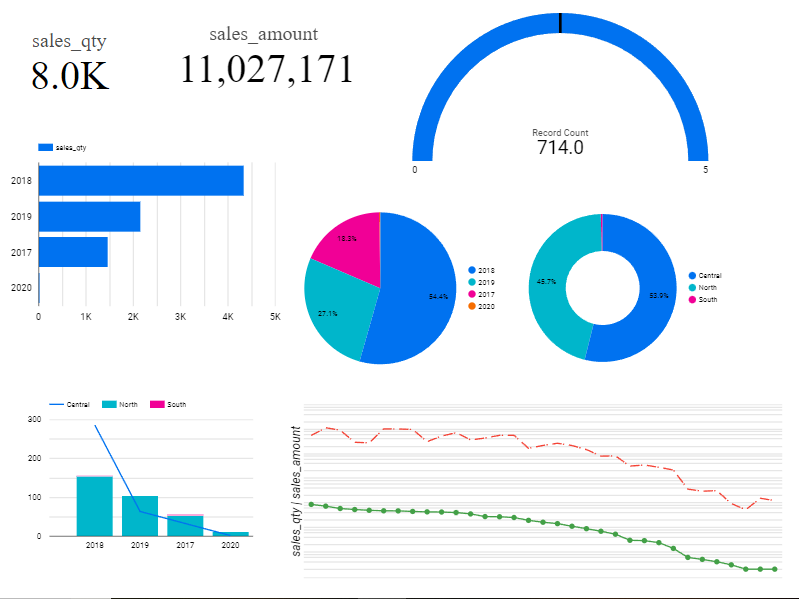 sales_qty
8.0K
sales_amount
11,027,171
Record Count
714.0
0
5
sales_qty
2018
2019
2017
2020
0 1K 2K 3K 4K 5K
18.3%
27.1%
54.4%
2018
2019
2017
2020
45.7%
53.9%
Central
North
South
Central North South
300
200
100
0
2018 2019 2017 2020
sales_qty | sales_amount